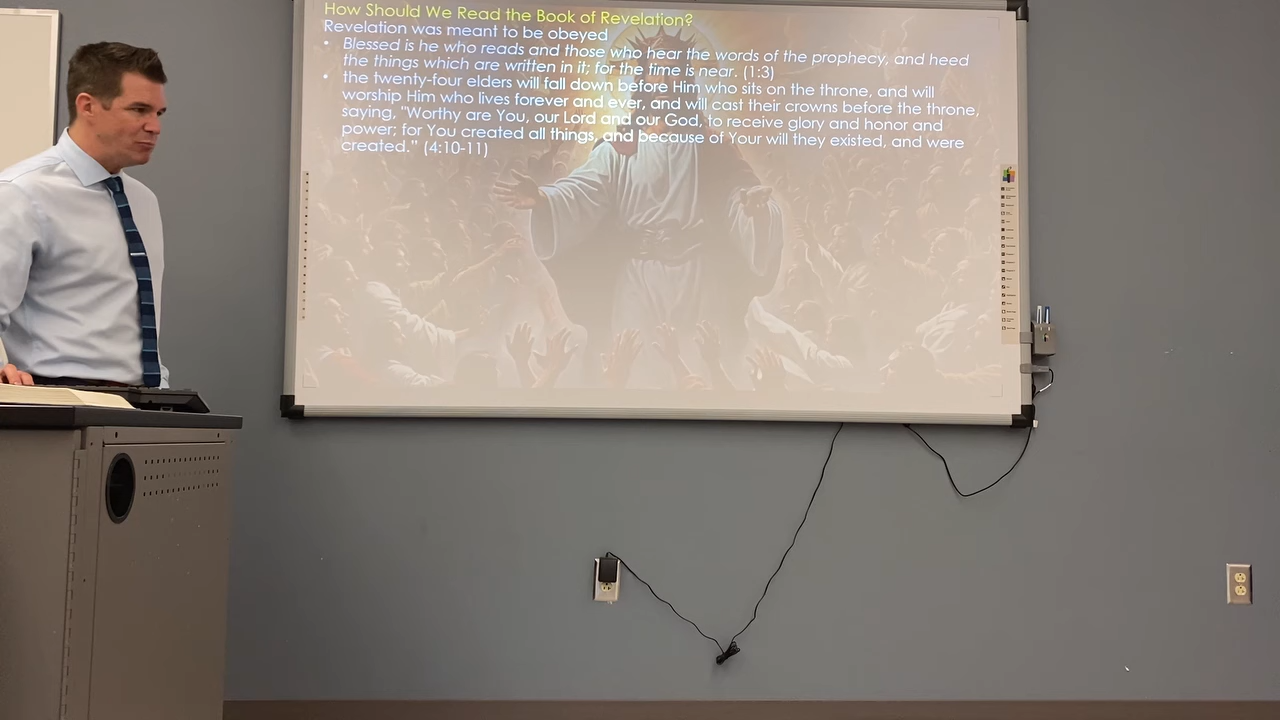 How Should We Read the Book of Revelation?
Revelation was meant to be obeyed
• Blessed is he who reads and those who hear the words of the prophecy, and heed
the things which are written in it; for the time is near. (1:3)
• the twenty-four elders will fall down before Him who sits on the throne, and will
worship Him who lives forever and ever, and will cast their crowns before the throne,
saying, "Worthy are You, our Lord and our God, to receive glory and honor and
power; for You created all things, and because of Your will they existed, and were
created." (4:10-11)